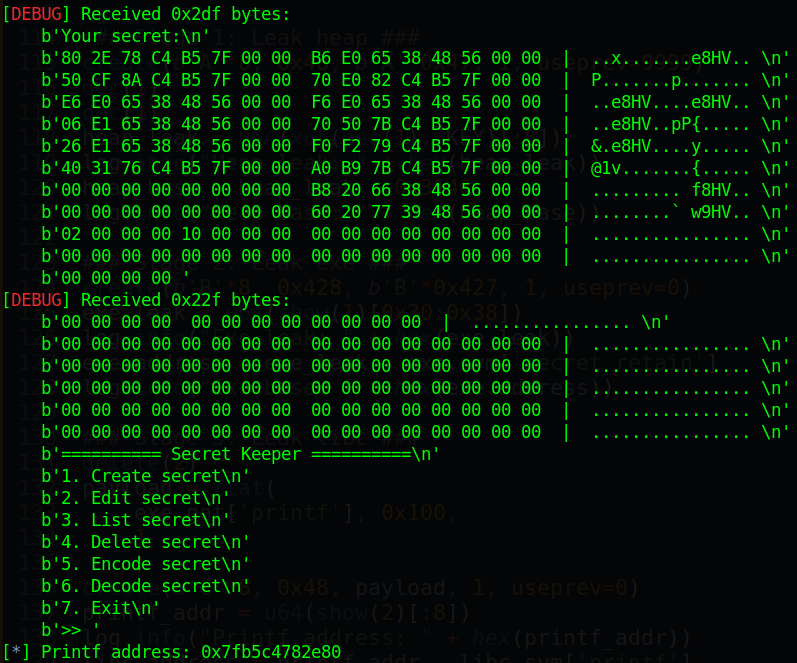 [DEBUG] Received 0x2df bytes:
b'Your secret:\n'
b'80 2E 78 C4 B5 7F 00 00  B6 E0 65 38 48 56 00 00  |  ..x.......e8HV.. \n'
b'50 CF 8A C4 B5 7F 00 00  70 E0 82 C4 B5 7F 00 00  |  P.......p....... \n'
b'E6 E0 65 38 48 56 00 00  F6 E0 65 38 48 56 00 00  |  ..e8HV....e8HV.. \n'
b'06 E1 65 38 48 56 00 00  70 50 7B C4 B5 7F 00 00  |  ..e8HV..pP{..... \n'
b'26 E1 65 38 48 56 00 00  F0 F2 79 C4 B5 7F 00 00  |  &.e8HV....y..... \n'
b'40 31 76 C4 B5 7F 00 00  A0 B9 7B C4 B5 7F 00 00  |  @1v.......{..... \n'
b'00 00 00 00 00 00 00 00  B8 20 66 38 48 56 00 00  |  ......... f8HV.. \n'
b'00 00 00 00 00 00 00 00  60 20 77 39 48 56 00 00  |  ........` w9HV.. \n'
b'02 00 00 00 10 00 00 00  00 00 00 00 00 00 00 00  |  ................ \n'
b'00 00 00 00 00 00 00 00  00 00 00 00 00 00 00 00  |  ................ \n'
b'00 00 00 00 '
[DEBUG] Received 0x22f bytes:
b'00 00 00 00  00 00 00 00 00 00 00 00  |  ................ \n'
b'00 00 00 00 00 00 00 00  00 00 00 00 00 00 00 00  |  ................ \n'
b'00 00 00 00 00 00 00 00  00 00 00 00 00 00 00 00  |  ................ \n'
b'00 00 00 00 00 00 00 00  00 00 00 00 00 00 00 00  |  ................ \n'
b'00 00 00 00 00 00 00 00  00 00 00 00 00 00 00 00  |  ................ \n'
b'00 00 00 00 00 00 00 00  00 00 00 00 00 00 00 00  |  ................ \n'
b'========== Secret Keeper ==========\n'
b'1. Create secret\n'
b'2. Edit secret\n'
b'3. List secret\n'
b'4. Delete secret\n'
b'5. Encode secret\n'
b'6. Decode secret\n'
b'7. Exit\n'
b'>> '
[*] Printf address: 0x7fb5c4782e80